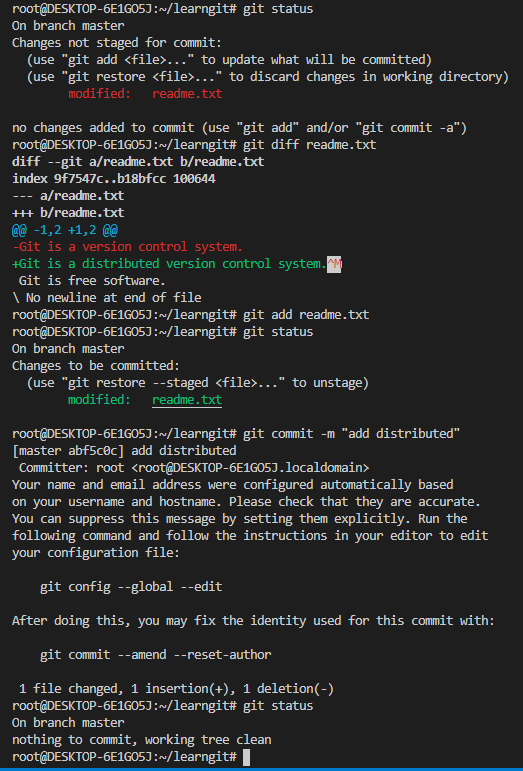 root@DESKTOP-6E1GO5J:~/learngit# git status
On branch master
Changes not staged for commit:
  (use "git add <file>..." to update what will be committed)
  (use "git restore <file>..." to discard changes in working directory)
        modified:   readme.txt

no changes added to commit (use "git add" and/or "git commit -a")
root@DESKTOP-6E1GO5J:~/learngit# git diff readme.txt
diff --git a/readme.txt b/readme.txt
index 9f7547c..b18bfcc 100644
--- a/readme.txt
+++ b/readme.txt
@@ -1,2 +1,2 @@
-Git is a version control system.
+Git is a distributed version control system.^M
 Git is free software.
\ No newline at end of file
root@DESKTOP-6E1GO5J:~/learngit# git add readme.txt
root@DESKTOP-6E1GO5J:~/learngit# git status
On branch master
Changes to be committed:
  (use "git restore --staged <file>..." to unstage)
        modified:   readme.txt

root@DESKTOP-6E1GO5J:~/learngit# git commit -m "add distributed"
[master abf5c0c] add distributed
 Committer: root <root@DESKTOP-6E1GO5J.localdomain>
Your name and email address were configured automatically based
on your username and hostname. Please check that they are accurate.
You can suppress this message by setting them explicitly. Run the
following command and follow the instructions in your editor to edit
your configuration file:

    git config --global --edit

After doing this, you may fix the identity used for this commit with:

    git commit --amend --reset-author

 1 file changed, 1 insertion(+), 1 deletion(-)
root@DESKTOP-6E1GO5J:~/learngit# git status
On branch master
nothing to commit, working tree clean
root@DESKTOP-6E1GO5J:~/learngit#